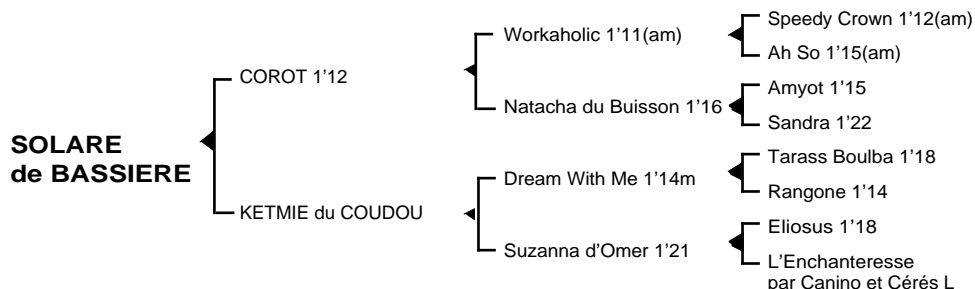 SOLARE
de BASSIERE
COROT 1’12
KETMIE du COUDOU
Workaholic 1’11(am)
Natacha du Buisson 1’16
Dream With Me 1’14m
Suzanna d’Omer 1’21
Speedy Crown 1’12(am)
Ah So 1’15(am)
Amyot 1’15
Sandra 1’22
Tarass Boulba 1’18
Rangone 1’14
Eliosus 1’18
L’Enchanteresse
par Canino et Cérés L